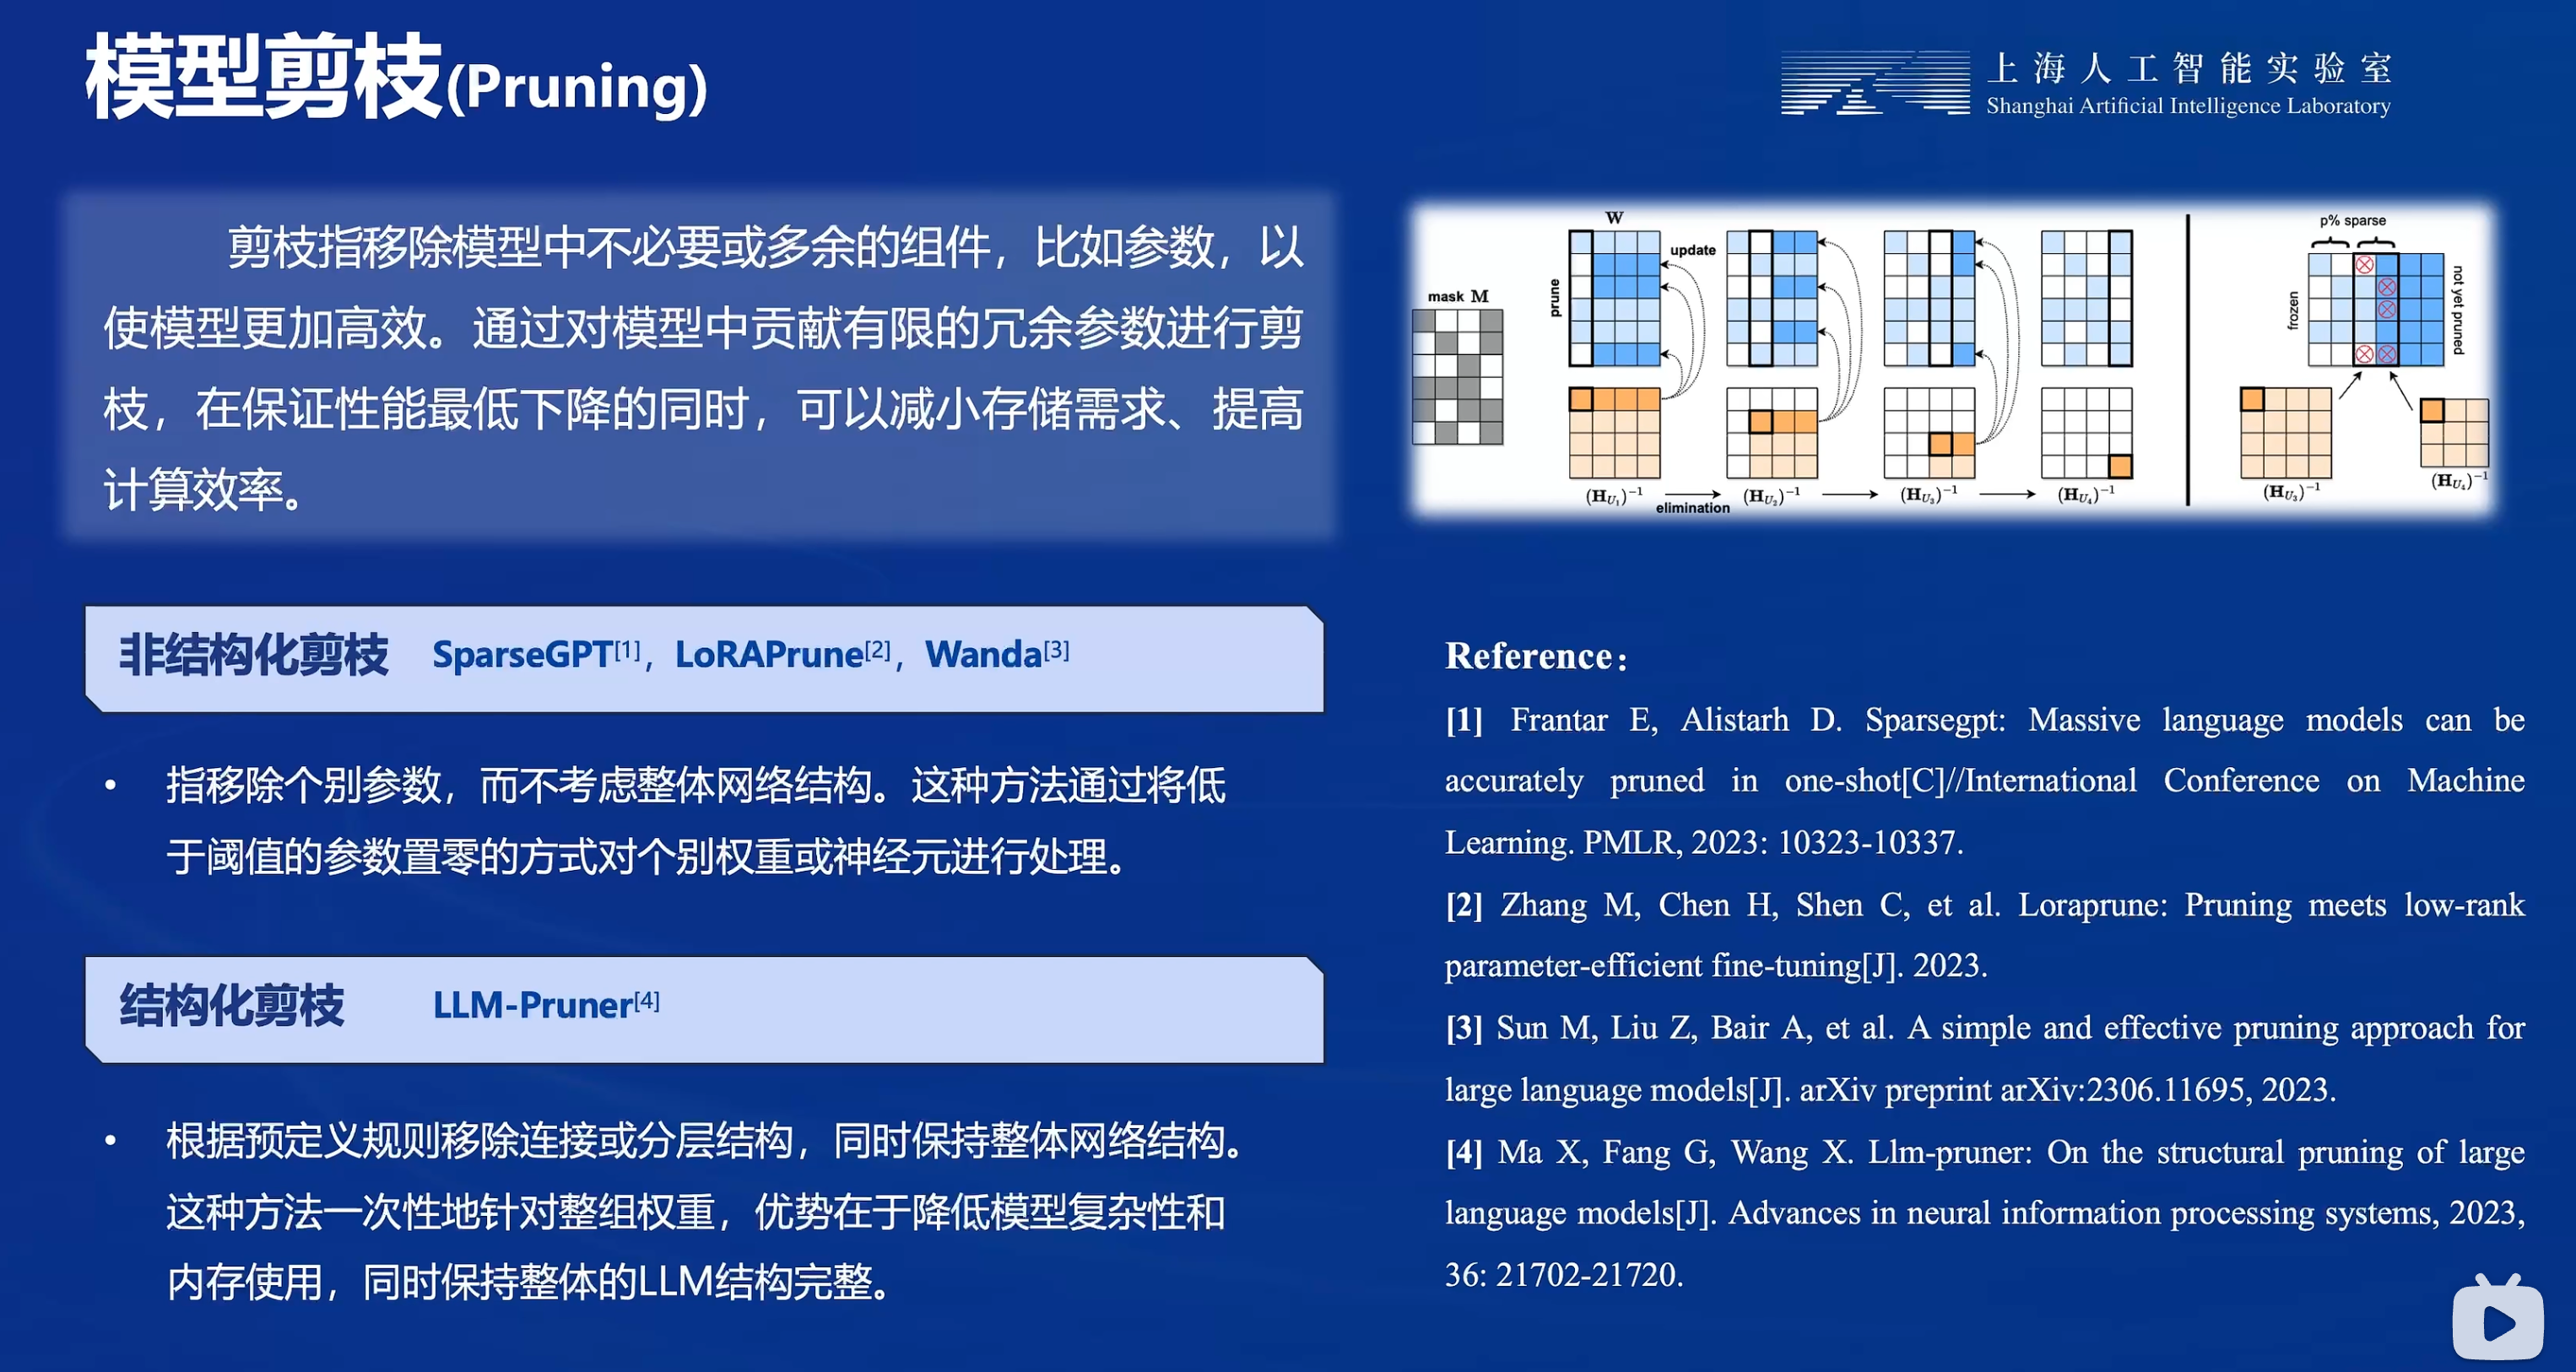 模型剪枝(Pruning)
上海人工智能实验室
Shanghai Artificial Intelligence Laboratory
剪枝指移除模型中不必要或多余的组件，比如参数，以
使模型更加高效。通过对模型中贡献有限的冗余参数进行剪
枝，在保证性能最低下降的同时，可以减小存储需求、提高
计算效率。
mask M
W
prune
update
(H_{U_1})^{-1}
elimination
(H_{U_2})^{-1}
(H_{U_3})^{-1}
(H_{U_4})^{-1}
p% sparse
frozen
not yet pruned
(H_{U_3})^{-1}
(H_{U_4})^{-1}
非结构化剪枝 SparseGPT[1]，LoRAPrune[2]，Wanda[3]
• 指移除个别参数，而不考虑整体网络结构。这种方法通过将低
于阈值的参数置零的方式对个别权重或神经元进行处理。
结构化剪枝 LLM-Pruner[4]
• 根据预定义规则移除连接或分层结构，同时保持整体网络结构。
这种方法一次性地针对整组权重，优势在于降低模型复杂性和
内存使用，同时保持整体的LLM结构完整。
Reference：
[1] Frantar E, Alistarh D. Sparsegpt: Massive language models can be
accurately pruned in one-shot[C]//International Conference on Machine
Learning. PMLR, 2023: 10323-10337.
[2] Zhang M, Chen H, Shen C, et al. Loraprune: Pruning meets low-rank
parameter-efficient fine-tuning[J]. 2023.
[3] Sun M, Liu Z, Bair A, et al. A simple and effective pruning approach for
large language models[J]. arXiv preprint arXiv:2306.11695, 2023.
[4] Ma X, Fang G, Wang X. Llm-pruner: On the structural pruning of large
language models[J]. Advances in neural information processing systems, 2023,
36: 21702-21720.